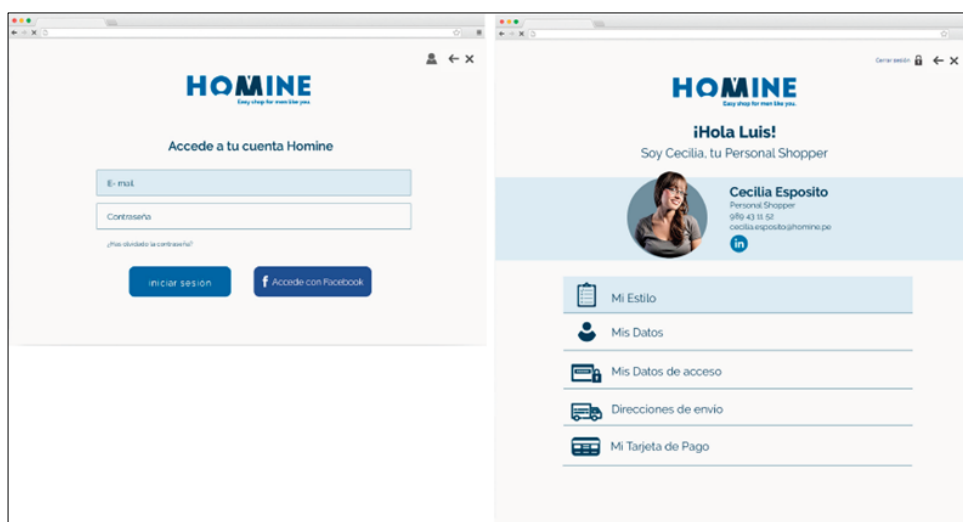 HOMINE
Easy shop for men like you.
Accede a tu cuenta Homine
E- mail
Contraseña
¿Has olvidado la contraseña?
iniciar sesion
f Accede con Facebook
Cerrar sesión
HOMINE
Easy shop for men like you.
¡Hola Luis!
Soy Cecilia, tu Personal Shopper
Cecilia Esposito
Personal Shopper
989 43 11 52
cecilia.esposito@homine.pe
in
Mi Estilo
Mis Datos
Mis Datos de acceso
Direcciones de envío
Mi Tarjeta de Pago